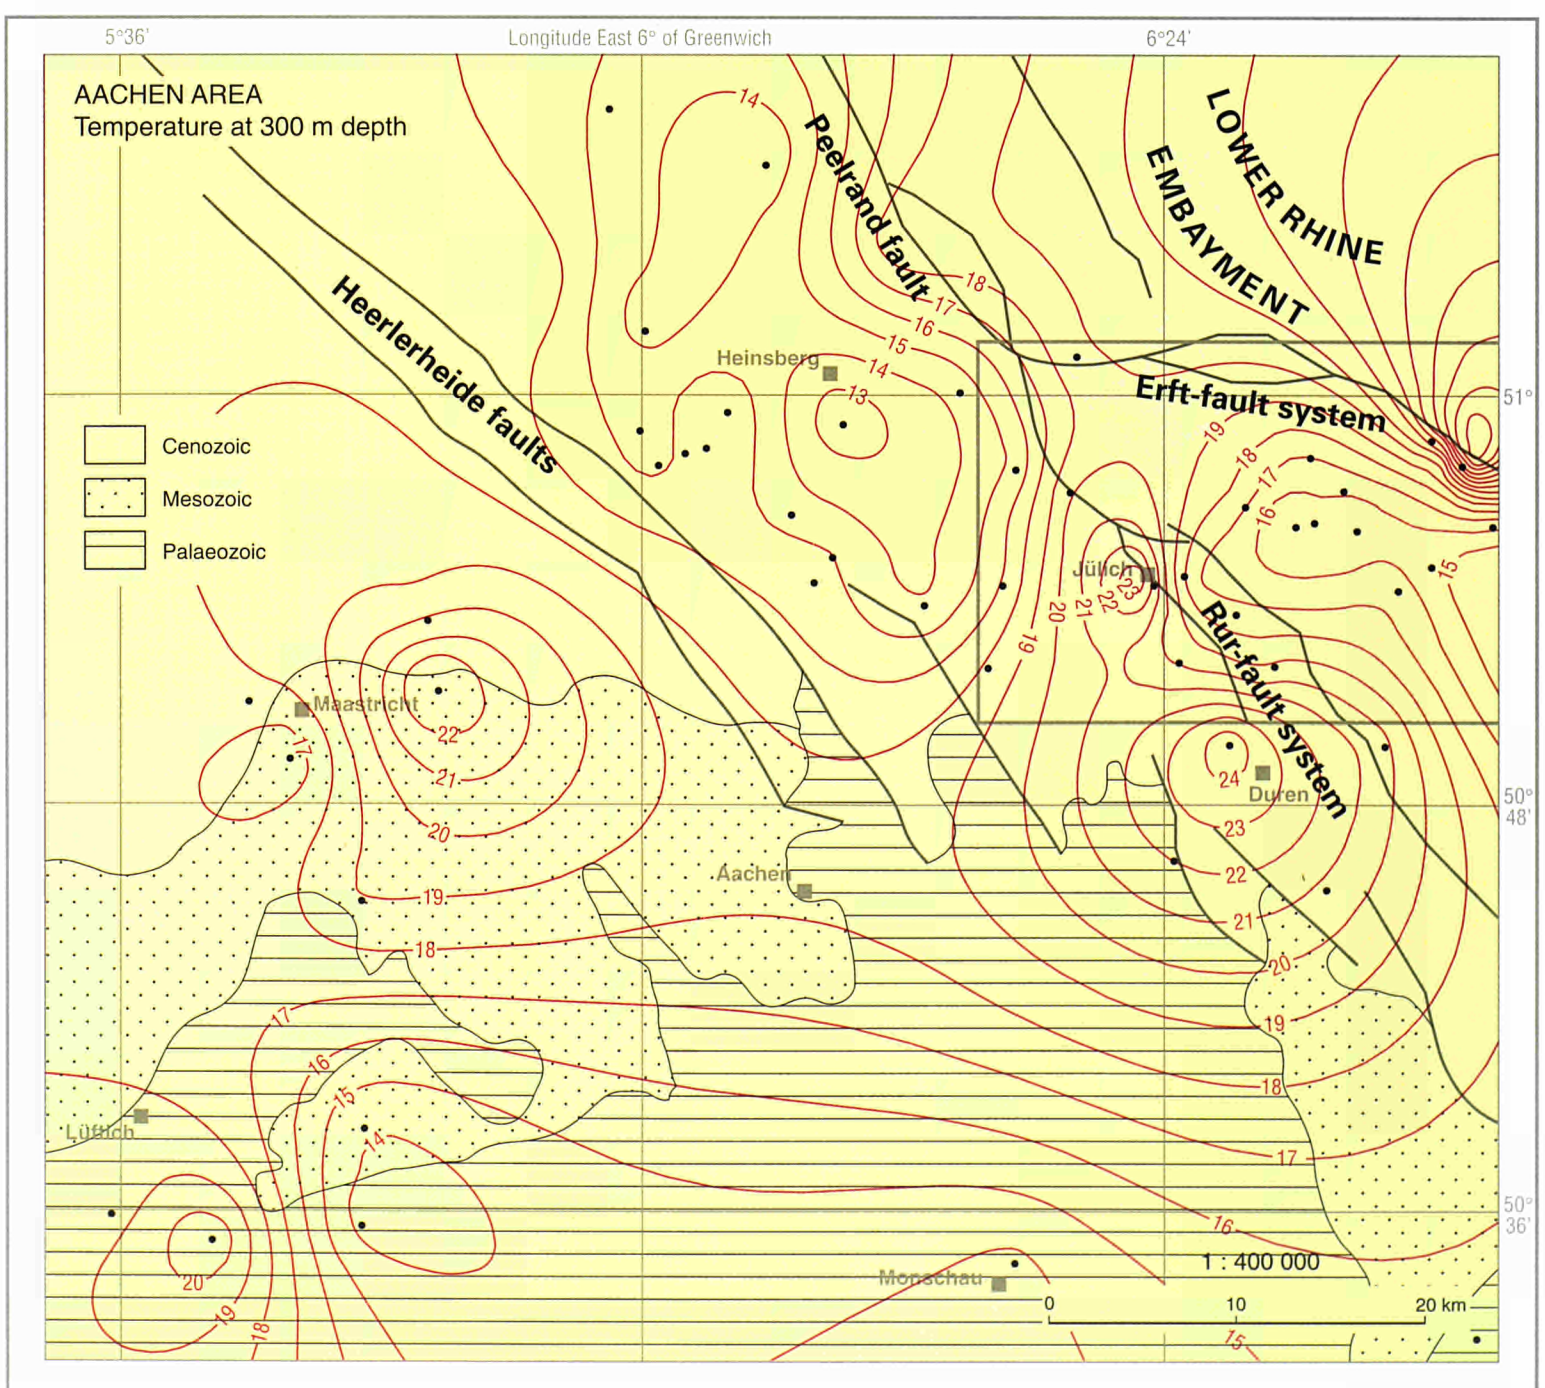 5°36'
Longitude East 6° of Greenwich
6°24'
AACHEN AREA
Temperature at 300 m depth
14
Peelrand fault
LOWER RHINE
EMBAYMENT
Heerlerheide faults
18
17
16
15
14
13
Heinsberg
51°
Erft-fault system
Cenozoic
Mesozoic
Palaeozoic
19
18
17
16
15
Jülich
23
22
21
20
19
Rur-fault system
Maastricht
17
22
21
20
19
18
24
Duren
23
22
21
20
19
18
17
16
50°
48'
Aachen
17
16
15
14
Lüttich
20
19
18
50°
36'
1 : 400 000
Monschau
0 10 20 km
15